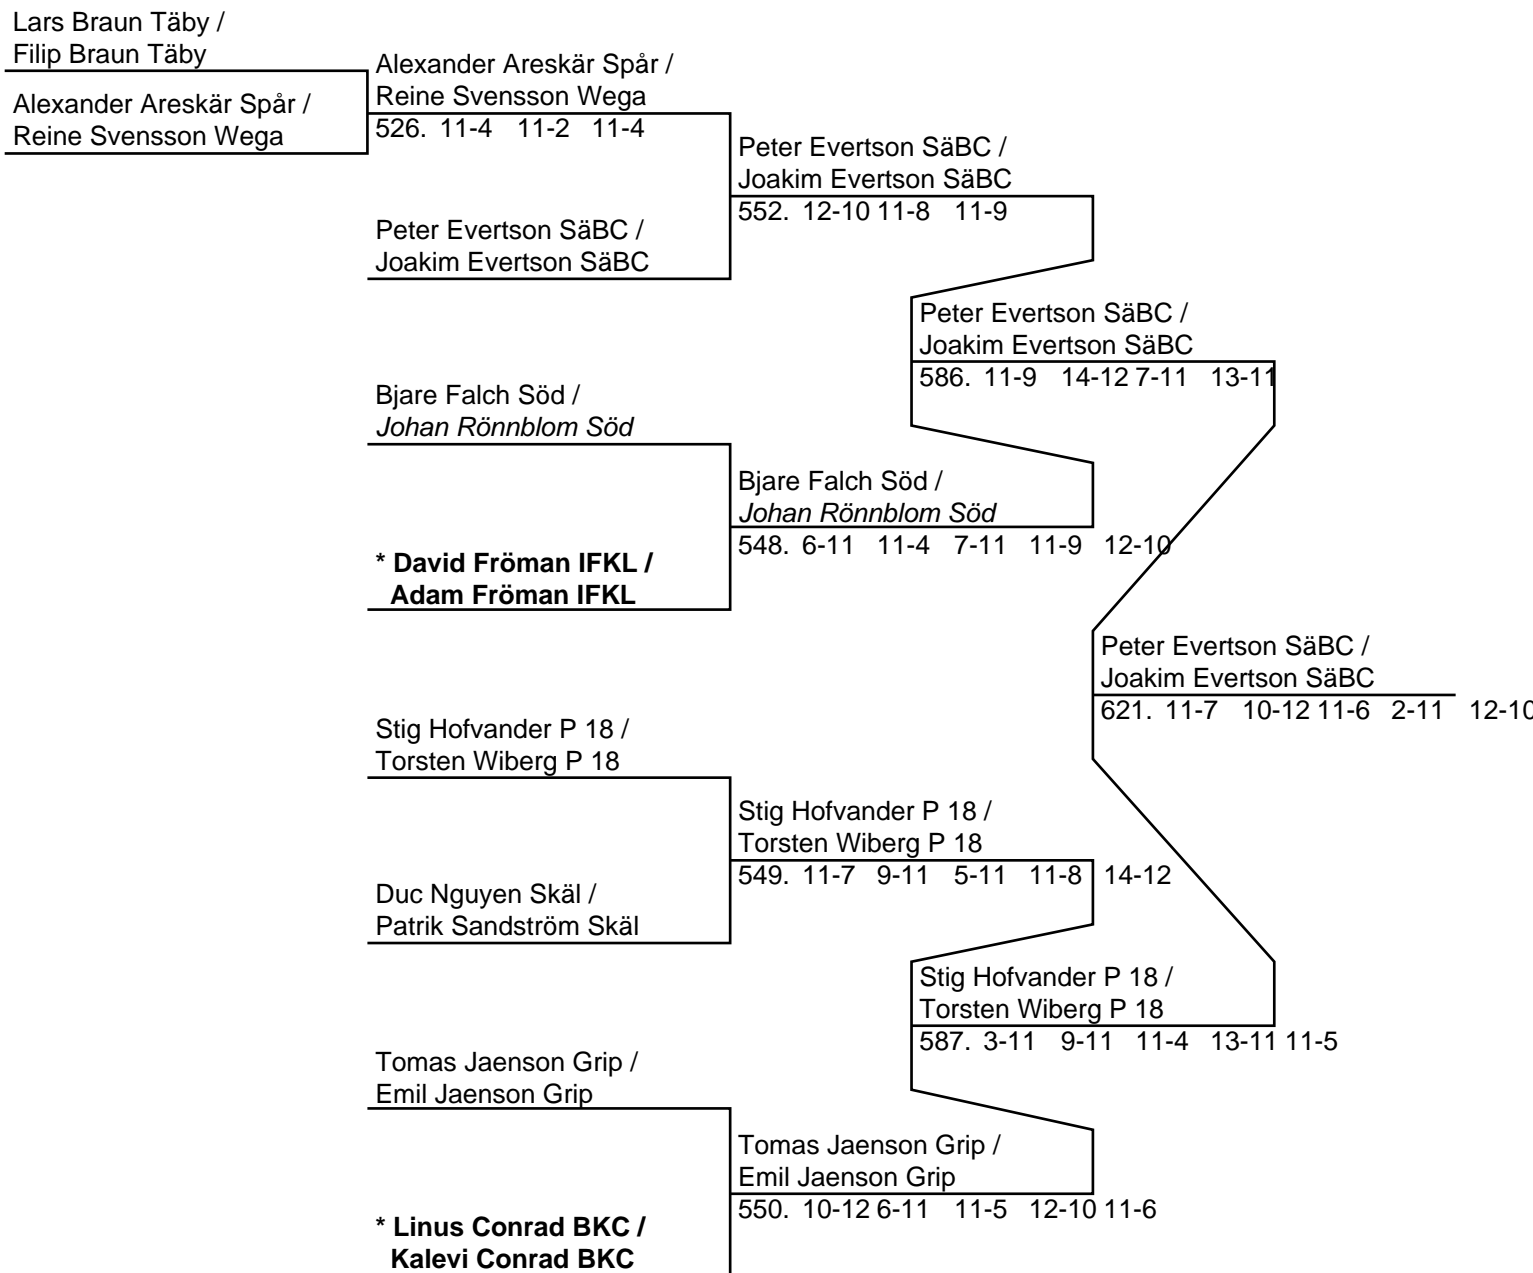 Lars Braun Täby /
Filip Braun Täby
Alexander Areskär Spår /
Reine Svensson Wega
Alexander Areskär Spår /
Reine Svensson Wega
526. 11-4 11-2 11-4
Peter Evertson SäBC /
Joakim Evertson SäBC
Peter Evertson SäBC /
Joakim Evertson SäBC
552. 12-10 11-8 11-9
Peter Evertson SäBC /
Joakim Evertson SäBC
586. 11-9 14-12 7-11 13-11
Bjare Falch Söd /
Johan Rönnblom Söd
Bjare Falch Söd /
Johan Rönnblom Söd
548. 6-11 11-4 7-11 11-9 12-10
* David Fröman IFKL /
Adam Fröman IFKL
Peter Evertson SäBC /
Joakim Evertson SäBC
621. 11-7 10-12 11-6 2-11 12-10
Stig Hofvander P 18 /
Torsten Wiberg P 18
Stig Hofvander P 18 /
Torsten Wiberg P 18
549. 11-7 9-11 5-11 11-8 14-12
Duc Nguyen Skäl /
Patrik Sandström Skäl
Stig Hofvander P 18 /
Torsten Wiberg P 18
587. 3-11 9-11 11-4 13-11 11-5
Tomas Jaenson Grip /
Emil Jaenson Grip
Tomas Jaenson Grip /
Emil Jaenson Grip
550. 10-12 6-11 11-5 12-10 11-6
* Linus Conrad BKC /
Kalevi Conrad BKC